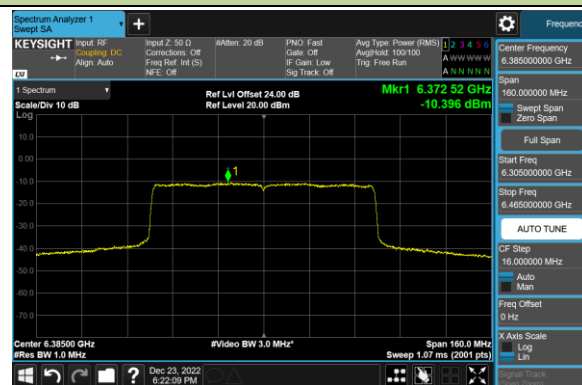 Spectrum Analyzer 1
Swept SA
Frequen
KEYSIGHT
Input: RF
Coupling: DC
Align: Auto
Input Z: 50 Ω
Corrections: Off
Freq Ref: Int (S)
NFE: Off
#Atten: 20 dB
PNO: Fast
Gate: Off
IF Gain: Low
Sig Track: Off
Avg Type: Power (RMS)
Avg|Hold: 100/100
Trig: Free Run
1 2 3 4 5 6
A W W W W W
A N N N N N
LXI
1 Spectrum
Scale/Div 10 dB
Log
Ref Lvl Offset 24.00 dB
Ref Level 20.00 dBm
Mkr1 6.372 52 GHz
-10.396 dBm
10.0
0.00
-10.0
-20.0
-30.0
-40.0
-50.0
-60.0
-70.0
1
Center 6.38500 GHz
#Res BW 1.0 MHz
#Video BW 3.0 MHz*
Span 160.0 MHz
Sweep 1.07 ms (2001 pts)
Dec 23, 2022
6:22:09 PM
Center Frequency
6.385000000 GHz
Span
160.000000 MHz
Swept Span
Zero Span
Full Span
Start Freq
6.305000000 GHz
Stop Freq
6.465000000 GHz
AUTO TUNE
CF Step
16.000000 MHz
Auto
Man
Freq Offset
0 Hz
X Axis Scale
Log
Lin
Signal Track